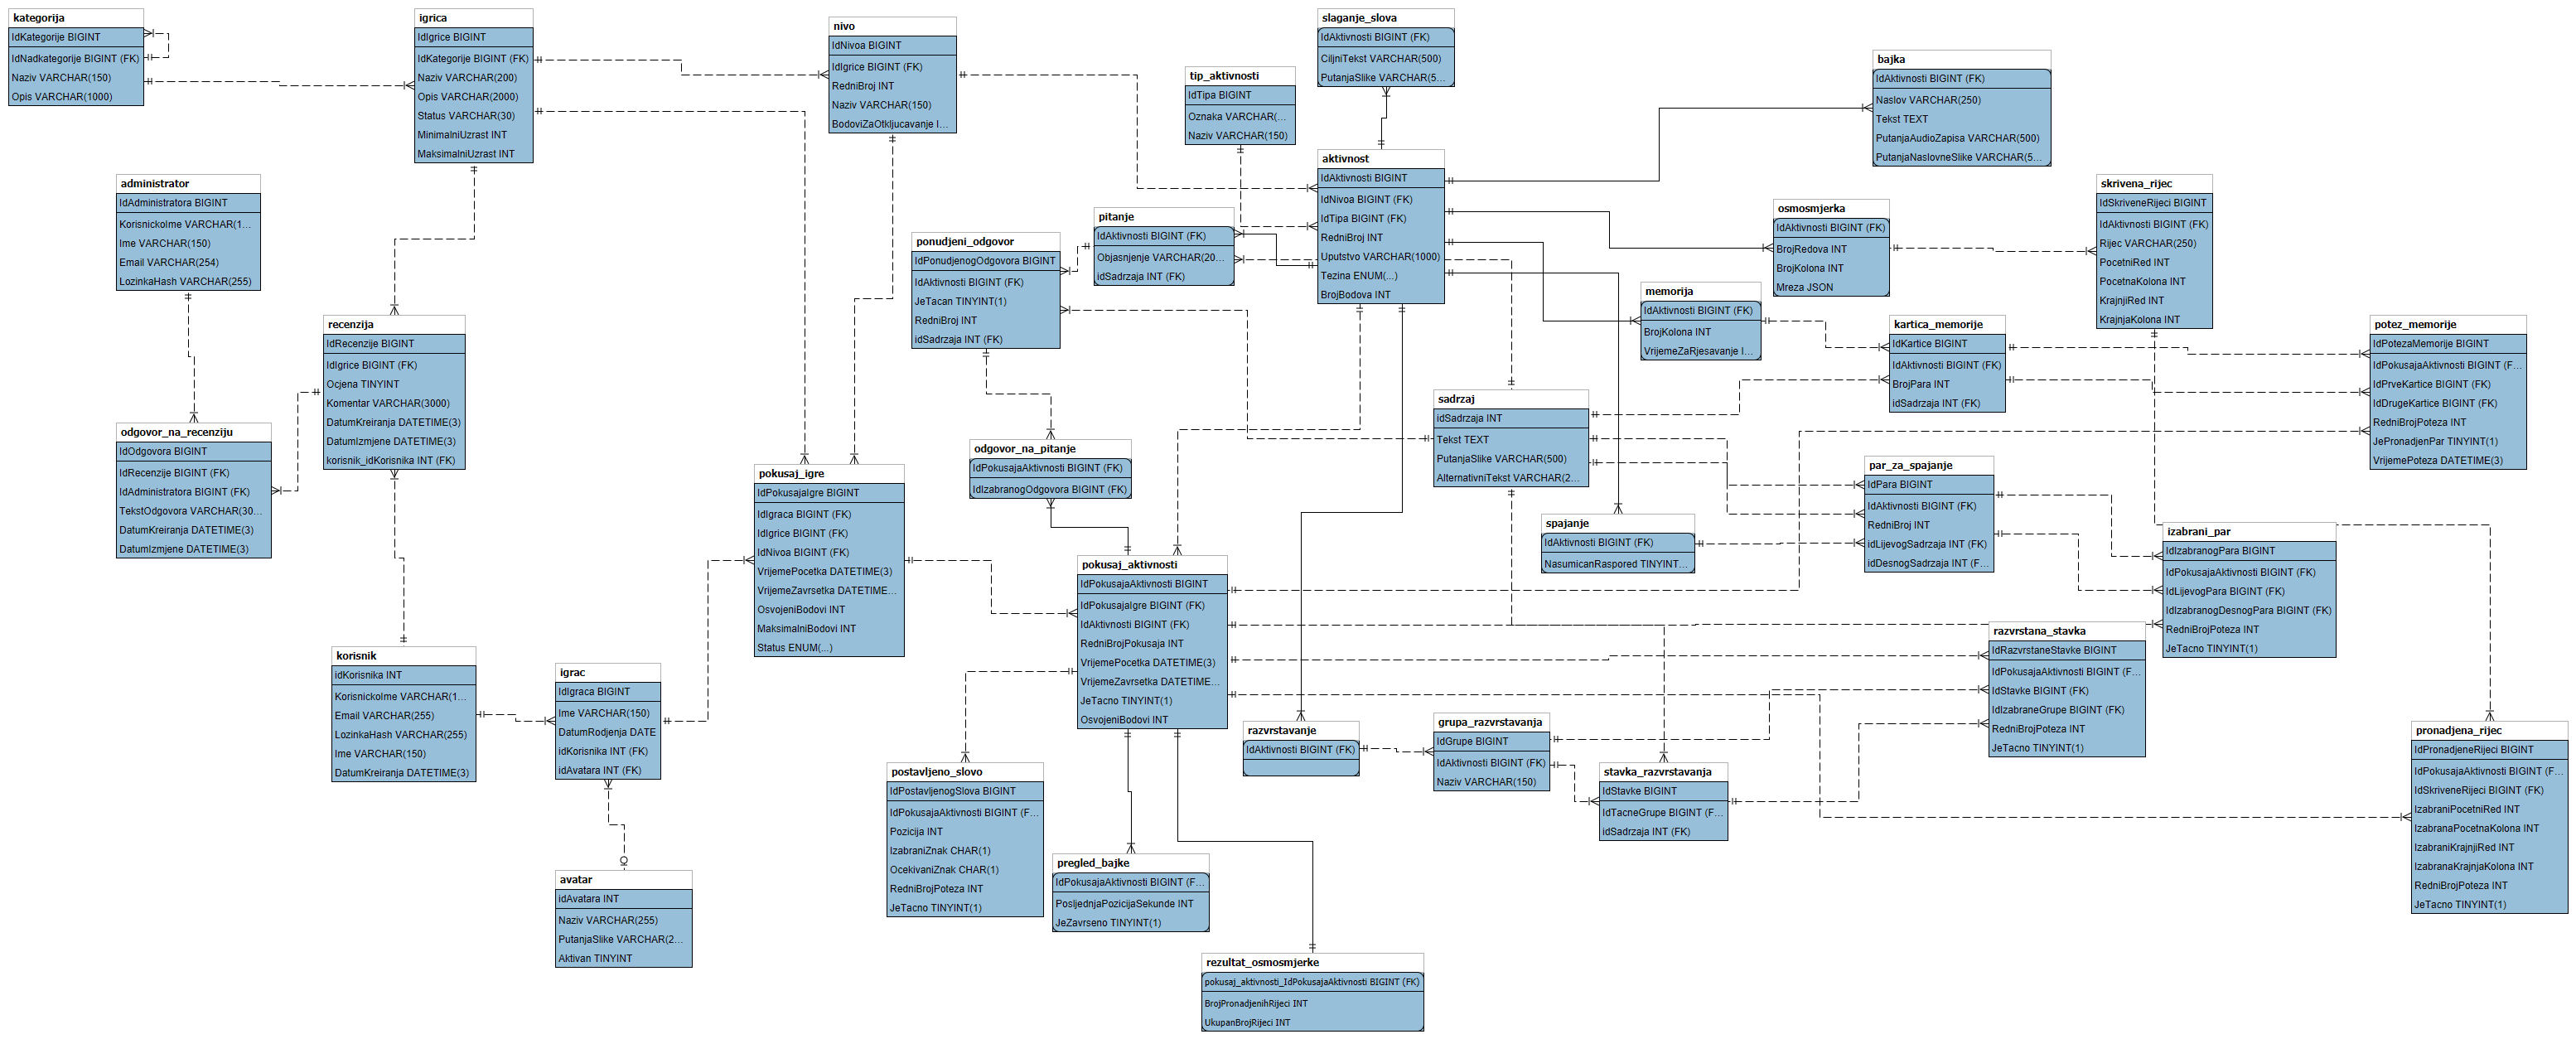 kategorija
IdKategorije BIGINT
IdNadkategorije BIGINT (FK)
Naziv VARCHAR(150)
Opis VARCHAR(1000)
igrica
IdIgrice BIGINT
IdKategorije BIGINT (FK)
Naziv VARCHAR(200)
Opis VARCHAR(2000)
Status VARCHAR(30)
MinimalniUzrast INT
MaksimalniUzrast INT
nivo
IdNivoa BIGINT
IdIgrice BIGINT (FK)
RedniBroj INT
Naziv VARCHAR(150)
BodoviZaOtkljucavanje I...
slaganje_slova
IdAktivnosti BIGINT (FK)
CiljniTekst VARCHAR(500)
PutanjaSlike VARCHAR(5...
tip_aktivnosti
IdTipa BIGINT
Oznaka VARCHAR(...
Naziv VARCHAR(150)
bajka
IdAktivnosti BIGINT (FK)
Naslov VARCHAR(250)
Tekst TEXT
PutanjaAudioZapisa VARCHAR(500)
PutanjaNaslovneSlike VARCHAR(5...
aktivnost
IdAktivnosti BIGINT
IdNivoa BIGINT (FK)
IdTipa BIGINT (FK)
RedniBroj INT
Uputstvo VARCHAR(1000)
Tezina ENUM(...)
BrojBodova INT
administrator
IdAdministratora BIGINT
KorisnickoIme VARCHAR(1...
Ime VARCHAR(150)
Email VARCHAR(254)
LozinkaHash VARCHAR(255)
pitanje
IdAktivnosti BIGINT (FK)
Objasnjenje VARCHAR(20...
idSadrzaja INT (FK)
ponudjeni_odgovor
IdPonudjenogOdgovora BIGINT
IdAktivnosti BIGINT (FK)
JeTacan TINYINT(1)
RedniBroj INT
idSadrzaja INT (FK)
osmosmjerka
IdAktivnosti BIGINT (FK)
BrojRedova INT
BrojKolona INT
Mreza JSON
skrivena_rijec
IdSkriveneRijeci BIGINT
IdAktivnosti BIGINT (FK)
Rijec VARCHAR(250)
PocetniRed INT
PocetnaKolona INT
KrajnjiRed INT
KrajnjaKolona INT
memorija
IdAktivnosti BIGINT (FK)
BrojKolona INT
VrijemeZaRjesavanje I...
kartica_memorije
IdKartice BIGINT
IdAktivnosti BIGINT (FK)
BrojPara INT
idSadrzaja INT (FK)
potez_memorije
IdPotezaMemorije BIGINT
IdPokusajaAktivnosti BIGINT (F...
IdPrveKartice BIGINT (FK)
IdDrugeKartice BIGINT (FK)
RedniBrojPoteza INT
JePronadjenPar TINYINT(1)
VrijemePoteza DATETIME(3)
recenzija
IdRecenzije BIGINT
IdIgrice BIGINT (FK)
Ocjena TINYINT
Komentar VARCHAR(3000)
DatumKreiranja DATETIME(3)
DatumIzmjene DATETIME(3)
korisnik_idKorisnika INT (FK)
odgovor_na_recenziju
IdOdgovora BIGINT
IdRecenzije BIGINT (FK)
IdAdministratora BIGINT (FK)
TekstOdgovora VARCHAR(30...
DatumKreiranja DATETIME(3)
DatumIzmjene DATETIME(3)
sadrzaj
idSadrzaja INT
Tekst TEXT
PutanjaSlike VARCHAR(500)
AlternativniTekst VARCHAR(2...
odgovor_na_pitanje
IdPokusajaAktivnosti BIGINT (FK)
IdIzabranogOdgovora BIGINT (FK)
pokusaj_igre
IdPokusajaIgre BIGINT
IdIgraca BIGINT (FK)
IdIgrice BIGINT (FK)
IdNivoa BIGINT (FK)
VrijemePocetka DATETIME(3)
VrijemeZavrsetka DATETIME...
OsvojeniBodovi INT
MaksimalniBodovi INT
Status ENUM(...)
par_za_spajanje
IdPara BIGINT
IdAktivnosti BIGINT (FK)
RedniBroj INT
idLijevogSadrzaja INT (FK)
idDesnogSadrzaja INT (F...
spajanje
IdAktivnosti BIGINT (FK)
NasumicanRaspored TINYINT...
izabrani_par
IdIzabranogPara BIGINT
IdPokusajaAktivnosti BIGINT (FK)
IdLijevogPara BIGINT (FK)
IdIzabranogDesnogPara BIGINT (FK)
RedniBrojPoteza INT
JeTacno TINYINT(1)
pokusaj_aktivnosti
IdPokusajaAktivnosti BIGINT
IdPokusajaIgre BIGINT (FK)
IdAktivnosti BIGINT (FK)
RedniBrojPokusaja INT
VrijemePocetka DATETIME(3)
VrijemeZavrsetka DATETIME...
JeTacno TINYINT(1)
OsvojeniBodovi INT
razvrstana_stavka
IdRazvrstaneStavke BIGINT
IdPokusajaAktivnosti BIGINT (F...
IdStavke BIGINT (FK)
IdIzabraneGrupe BIGINT (FK)
RedniBrojPoteza INT
JeTacno TINYINT(1)
korisnik
idKorisnika INT
KorisnickoIme VARCHAR(1...
Email VARCHAR(255)
LozinkaHash VARCHAR(255)
Ime VARCHAR(150)
DatumKreiranja DATETIME(3)
igrac
IdIgraca BIGINT
Ime VARCHAR(150)
DatumRodjenja DATE
idKorisnika INT (FK)
idAvatara INT (FK)
razvrstavanje
IdAktivnosti BIGINT (FK)
grupa_razvrstavanja
IdGrupe BIGINT
IdAktivnosti BIGINT (FK)
Naziv VARCHAR(150)
stavka_razvrstavanja
IdStavke BIGINT
IdTacneGrupe BIGINT (F...
idSadrzaja INT (FK)
pronadjena_rijec
IdPronadjeneRijeci BIGINT
IdPokusajaAktivnosti BIGINT (F...
IdSkriveneRijeci BIGINT (FK)
IzabraniPocetniRed INT
IzabranaPocetnaKolona INT
IzabraniKrajnjiRed INT
IzabranaKrajnjaKolona INT
RedniBrojPoteza INT
JeTacno TINYINT(1)
postavljeno_slovo
IdPostavljenogSlova BIGINT
IdPokusajaAktivnosti BIGINT (F...
Pozicija INT
IzabraniZnak CHAR(1)
OcekivaniZnak CHAR(1)
RedniBrojPoteza INT
JeTacno TINYINT(1)
pregled_bajke
IdPokusajaAktivnosti BIGINT (F...
PosljednjaPozicijaSekunde INT
JeZavrseno TINYINT(1)
avatar
idAvatara INT
Naziv VARCHAR(255)
PutanjaSlike VARCHAR(2...
Aktivan TINYINT
rezultat_osmosmjerke
pokusaj_aktivnosti_IdPokusajaAktivnosti BIGINT (FK)
BrojPronadjenihRijeci INT
UkupanBrojRijeci INT